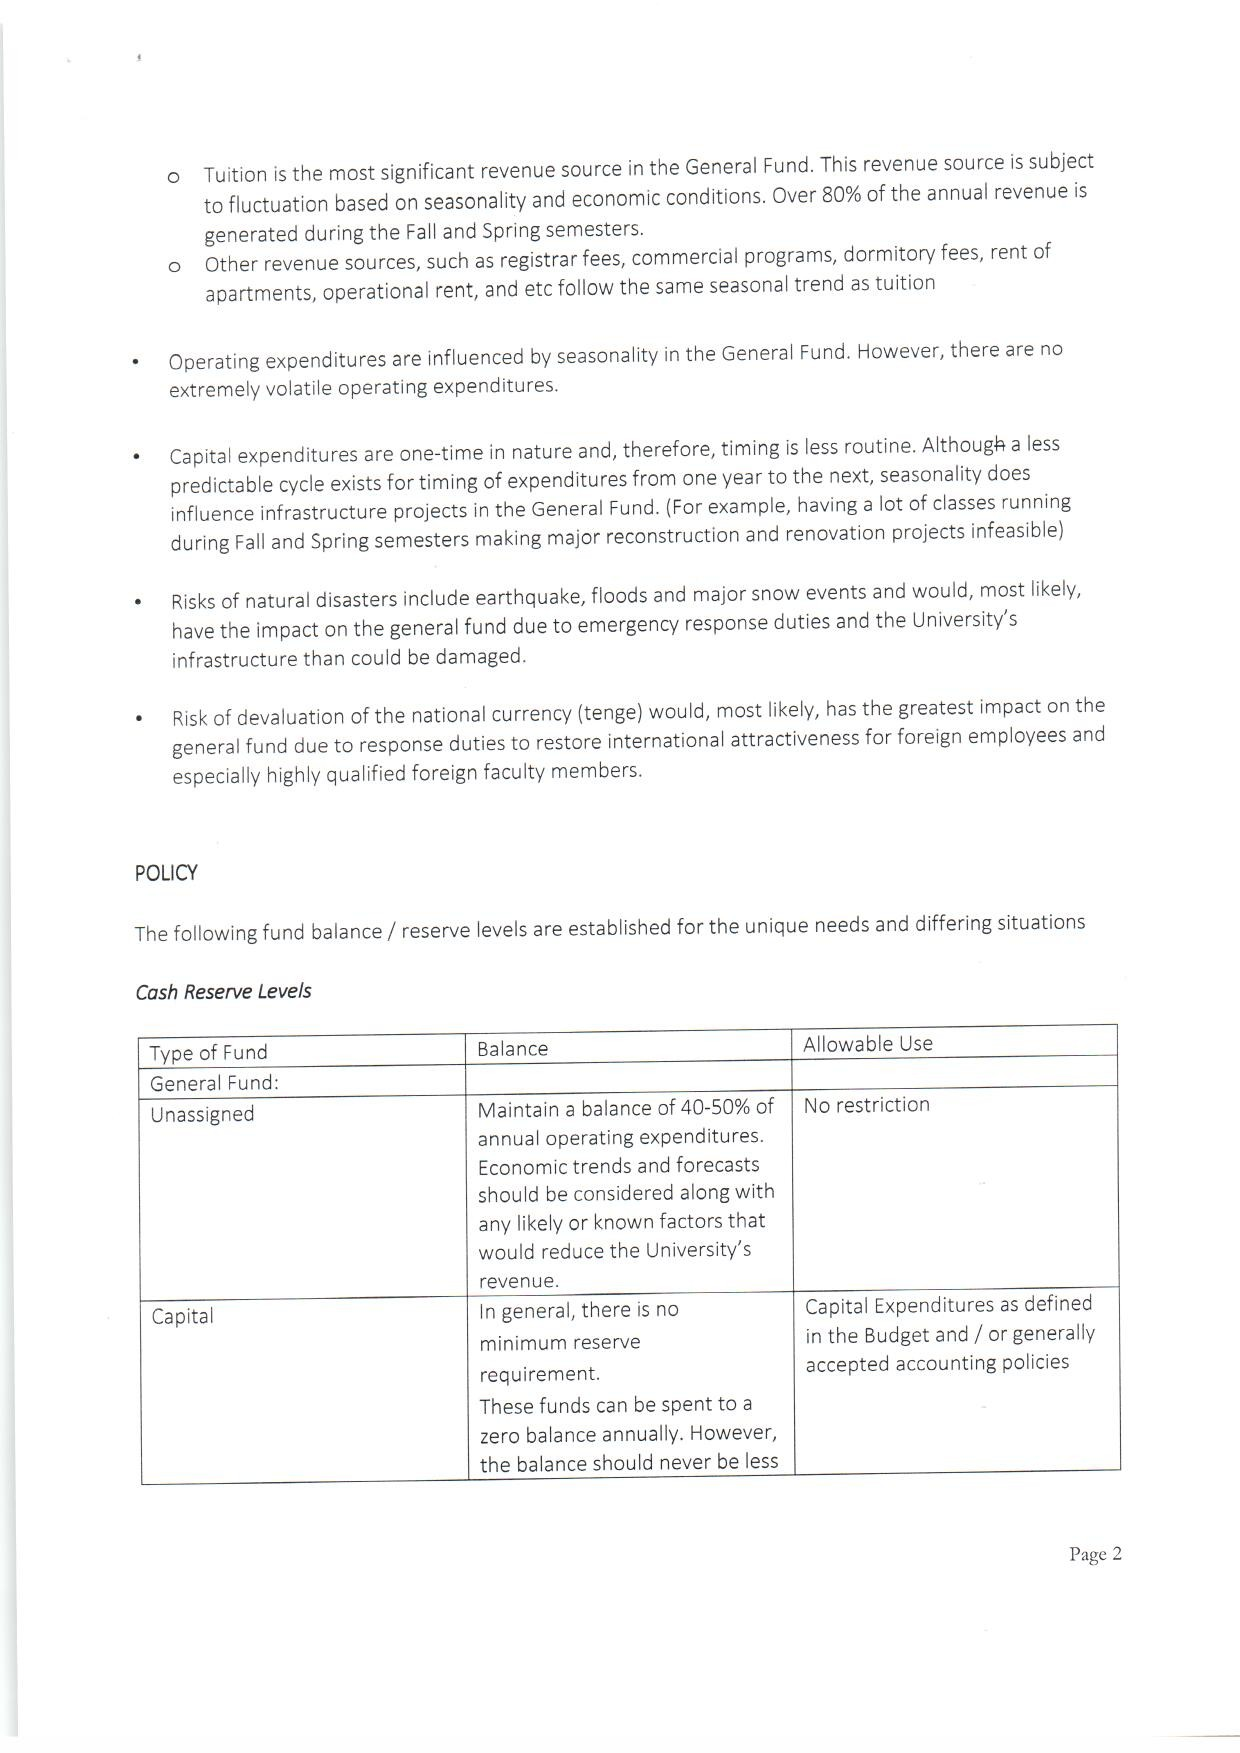 o Tuition is the most significant revenue source in the General Fund. This revenue source is subject
to fluctuation based on seasonality and economic conditions. Over 80% of the annual revenue is
generated during the Fall and Spring semesters.
o Other revenue sources, such as registrar fees, commercial programs, dormitory fees, rent of
apartments, operational rent, and etc follow the same seasonal trend as tuition
• Operating expenditures are influenced by seasonality in the General Fund. However, there are no
extremely volatile operating expenditures.
• Capital expenditures are one-time in nature and, therefore, timing is less routine. Although a less
predictable cycle exists for timing of expenditures from one year to the next, seasonality does
influence infrastructure projects in the General Fund. (For example, having a lot of classes running
during Fall and Spring semesters making major reconstruction and renovation projects infeasible)
• Risks of natural disasters include earthquake, floods and major snow events and would, most likely,
have the impact on the general fund due to emergency response duties and the University's
infrastructure than could be damaged.
• Risk of devaluation of the national currency (tenge) would, most likely, has the greatest impact on the
general fund due to response duties to restore international attractiveness for foreign employees and
especially highly qualified foreign faculty members.
POLICY
The following fund balance / reserve levels are established for the unique needs and differing situations
Cash Reserve Levels
Type of Fund Balance Allowable Use
General Fund:
Unassigned Maintain a balance of 40-50% of No restriction
annual operating expenditures.
Economic trends and forecasts
should be considered along with
any likely or known factors that
would reduce the University's
revenue.
Capital In general, there is no Capital Expenditures as defined
minimum reserve in the Budget and / or generally
requirement. accepted accounting policies
These funds can be spent to a
zero balance annually. However,
the balance should never be less
Page 2